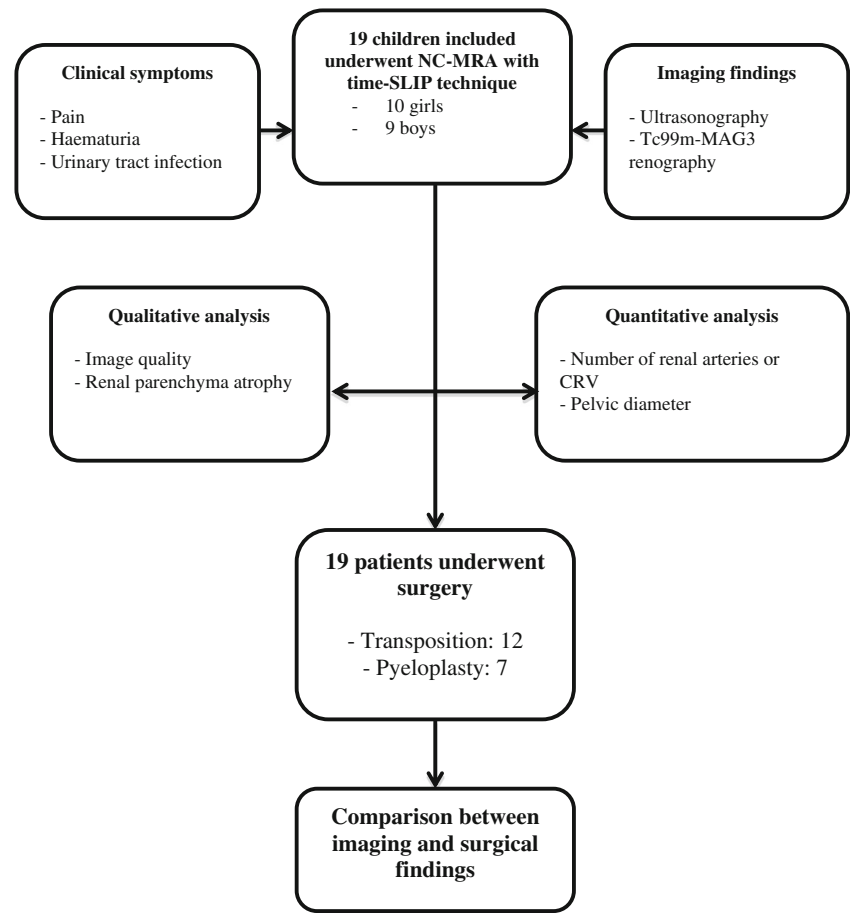 Clinical symptoms
- Pain
- Haematuria
- Urinary tract infection
19 children included
underwent NC-MRA with
time-SLIP technique
- 10 girls
- 9 boys
Imaging findings
- Ultrasonography
- Tc99m-MAG3
renography
Qualitative analysis
- Image quality
- Renal parenchyma atrophy
Quantitative analysis
- Number of renal arteries or
CRV
- Pelvic diameter
19 patients underwent
surgery
- Transposition: 12
- Pyeloplasty: 7
Comparison between
imaging and surgical
findings